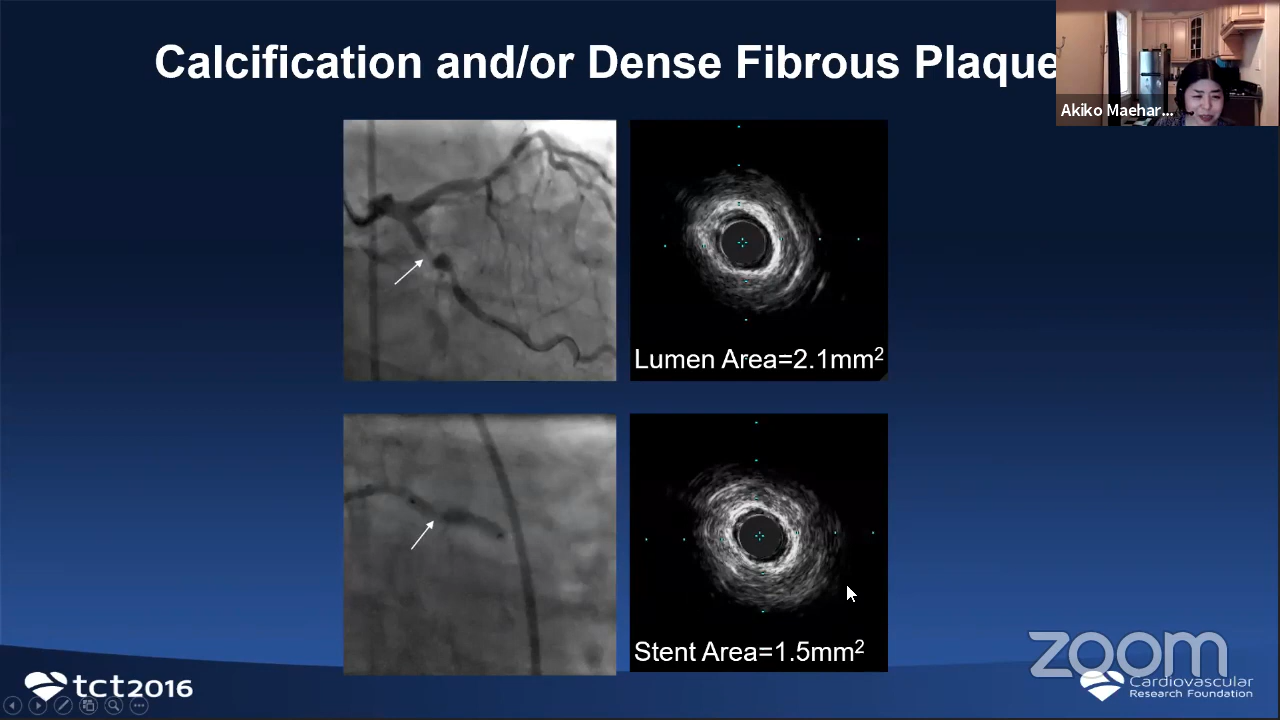 Calcification and/or Dense Fibrous Plaque
Akiko Maehar...
Lumen Area=2.1mm²
Stent Area=1.5mm²
tct2016
zoom
Cardiovascular
Research Foundation